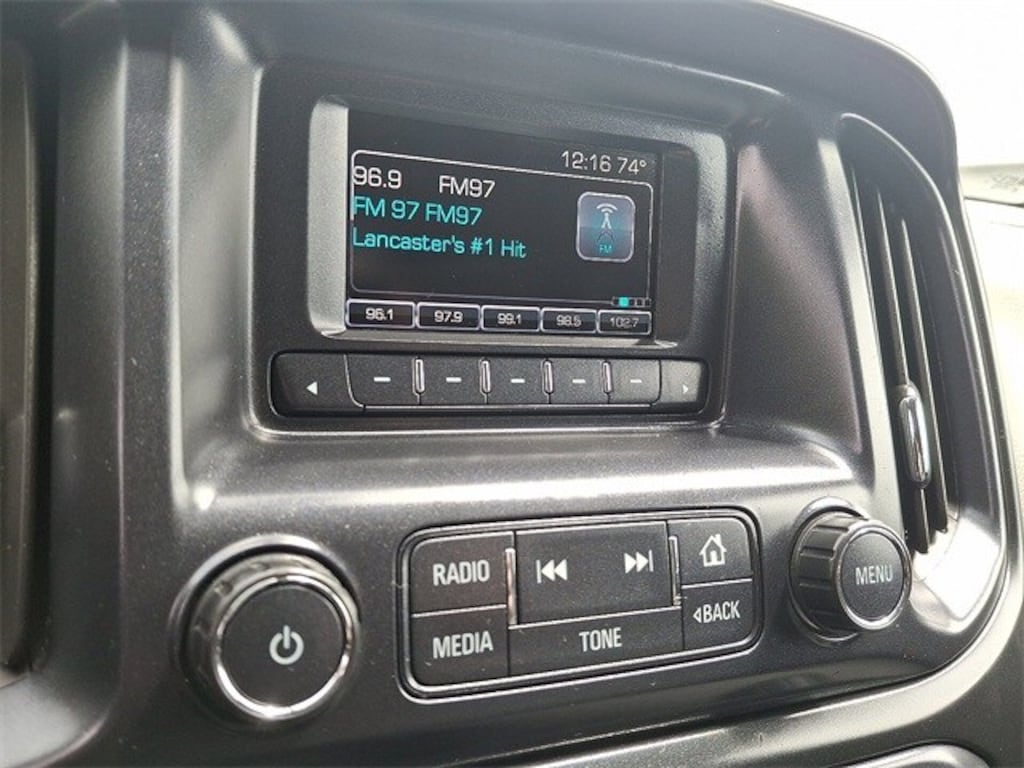 12:16 74°
96.9 FM97
FM 97 FM97
Lancaster's #1 Hit
FM
96.1 97.9 99.1 98.5 102.7
RADIO
MEDIA
TONE
BACK
MENU